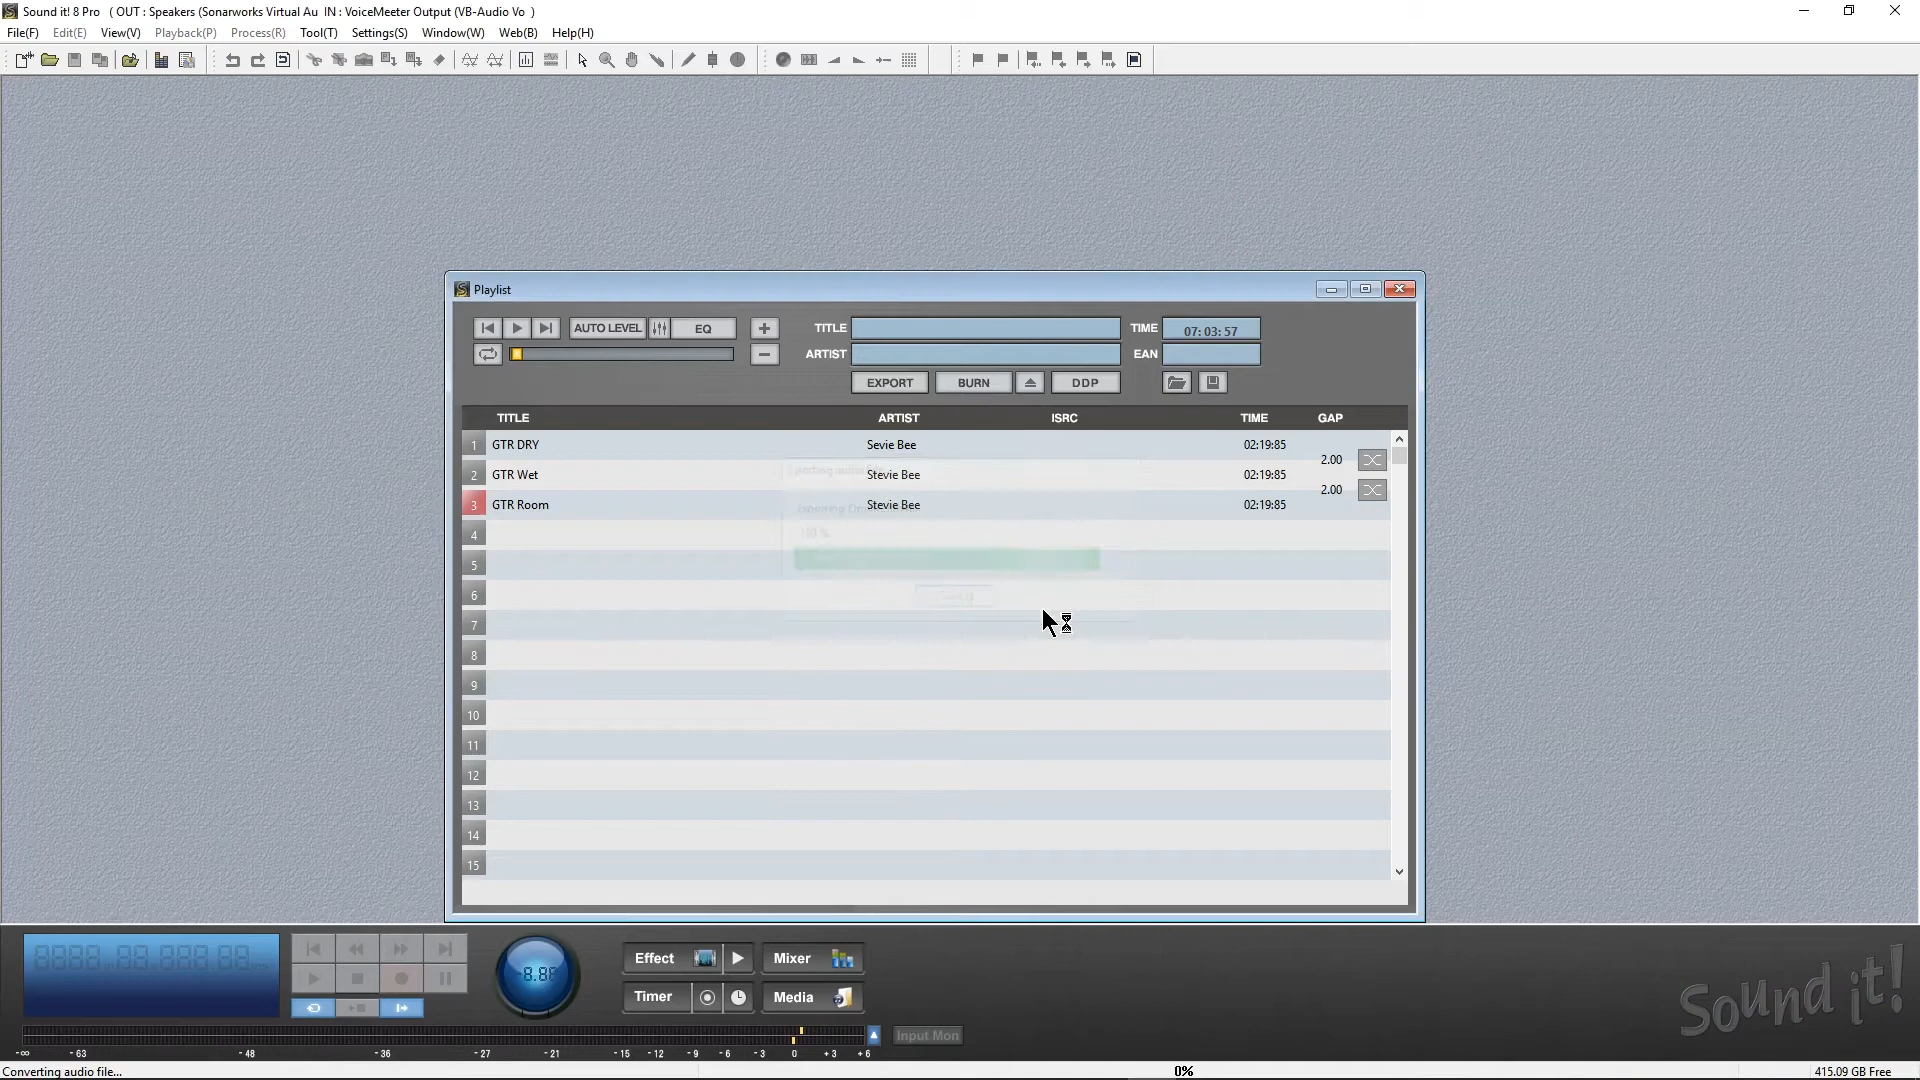 Sound it! 8 Pro ( OUT : Speakers (Sonarworks Virtual Au IN : VoiceMeeter Output (VB-Audio Vo )
File(F) Edit(E) View(V) Playback(P) Process(R) Tool(T) Settings(S) Window(W) Web(B) Help(H)
Playlist
AUTO LEVEL EQ TITLE TIME 07: 03: 57
ARTIST EAN
EXPORT BURN DDP
TITLE ARTIST ISRC TIME GAP
1 GTR DRY Sevie Bee 02:19:85
2.00
2 GTR Wet Stevie Bee 02:19:85
2.00
3 GTR Room Stevie Bee 02:19:85
4
100 %
5
6
7
8
9
10
11
12
13
14
15
Effect Mixer
Timer Media
Sound it!
Input Mon
-∞ -63 -48 -36 -27 -21 -15 -12 -9 -6 -3 0 +3 +6
Converting audio file... 0% 415.09 GB Free